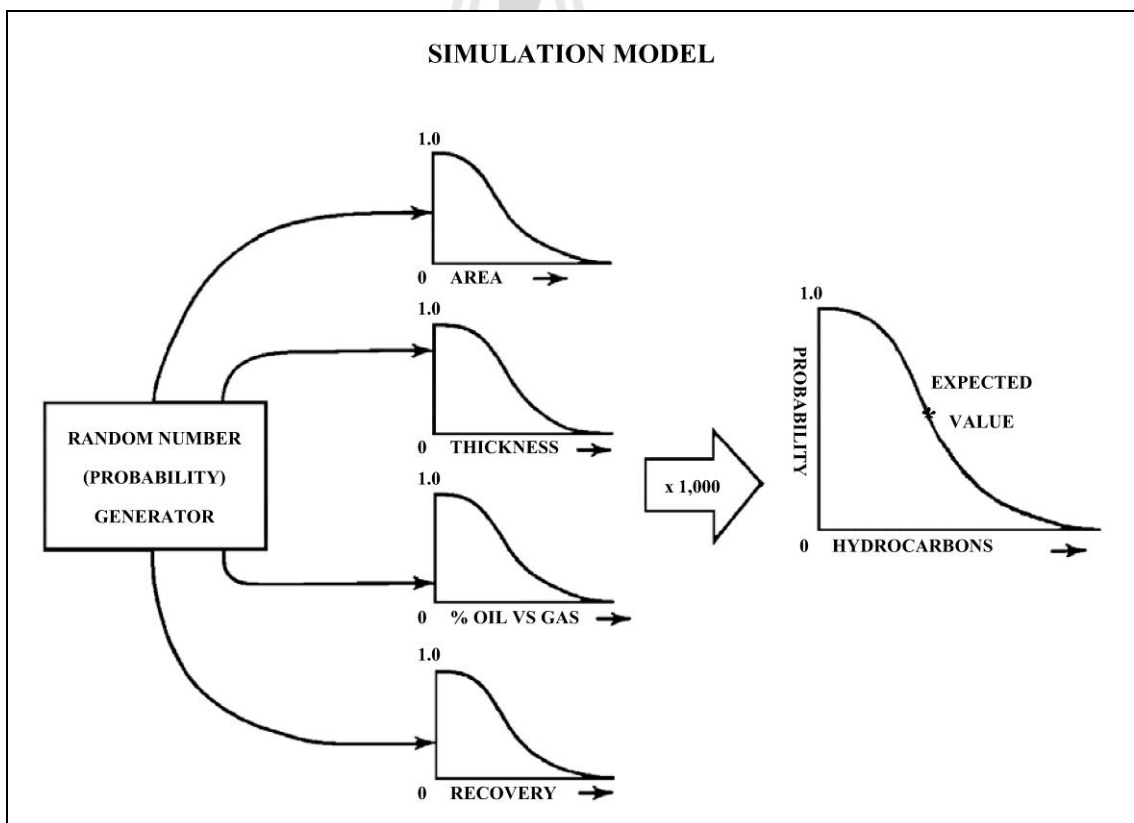 SIMULATION MODEL
1.0
0 AREA
1.0
0 THICKNESS
RANDOM NUMBER
(PROBABILITY)
GENERATOR
1.0
0 % OIL VS GAS
1.0
0 RECOVERY
x 1,000
1.0
PROBABILITY
EXPECTED
VALUE
0 HYDROCARBONS